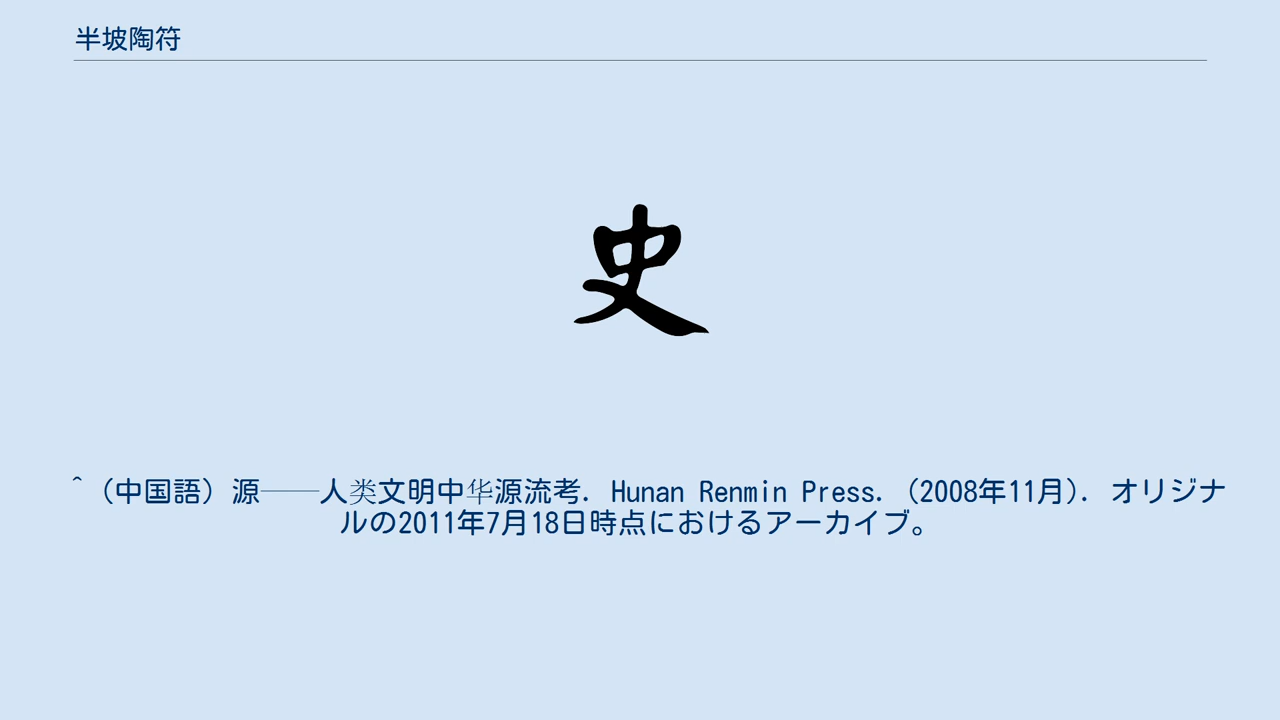 半坡陶符
史
^ （中国語）源——人类文明中华源流考. Hunan Renmin Press. (2008年11月). オリジナ
ルの2011年7月18日時点におけるアーカイブ。